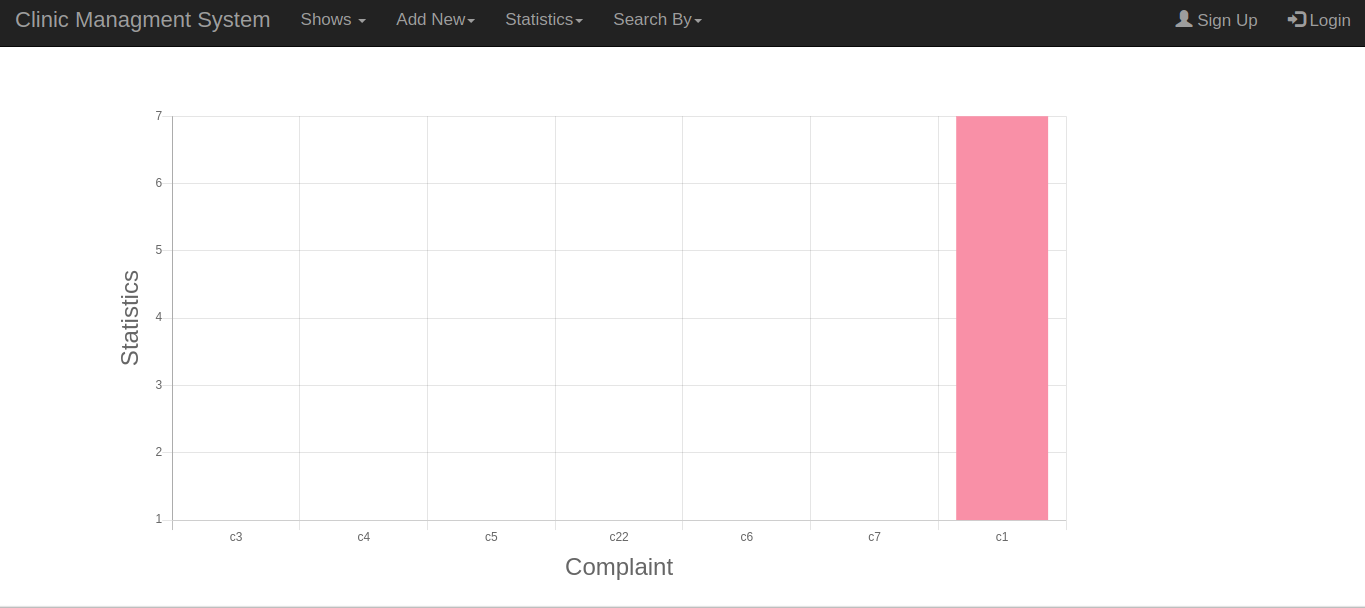 Clinic Managment System Shows Add New Statistics Search By Sign Up Login
7
6
5
4
3
2
1
Statistics
c3 c4 c5 c22 c6 c7 c1
Complaint